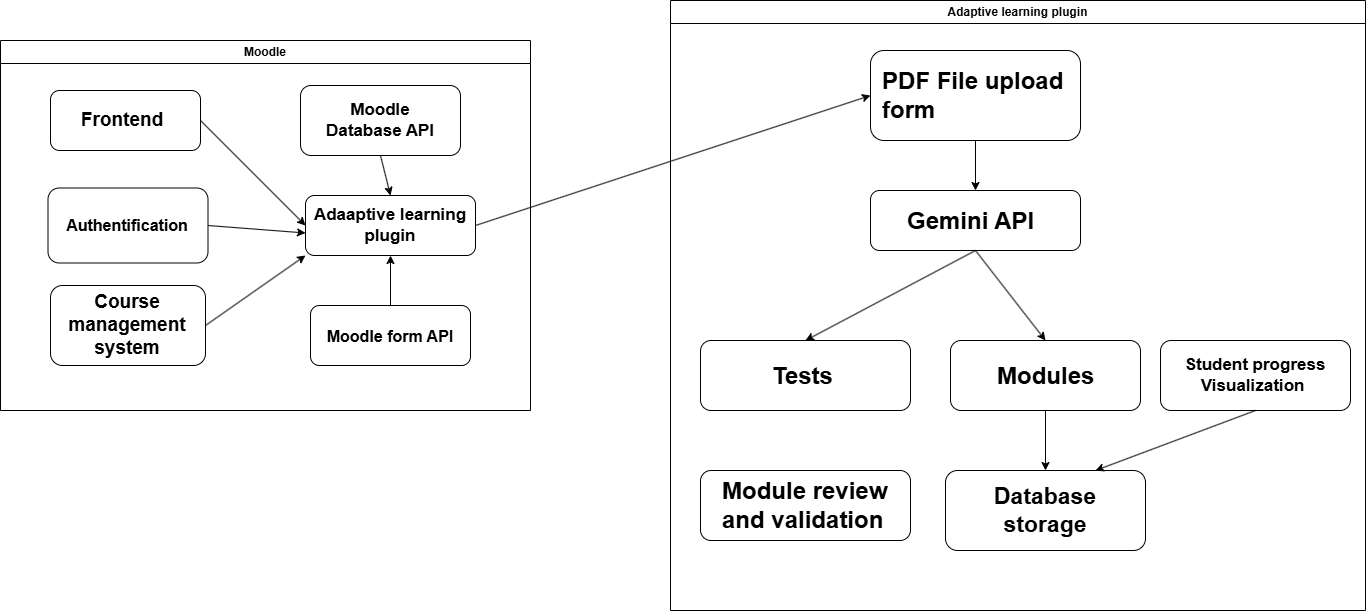 Moodle
Frontend
Moodle
Database API
Authentification
Adaaptive learning
plugin
Course
management
system
Moodle form API
Adaptive learning plugin
PDF File upload
form
Gemini API
Tests
Modules
Student progress
Visualization
Module review
and validation
Database
storage